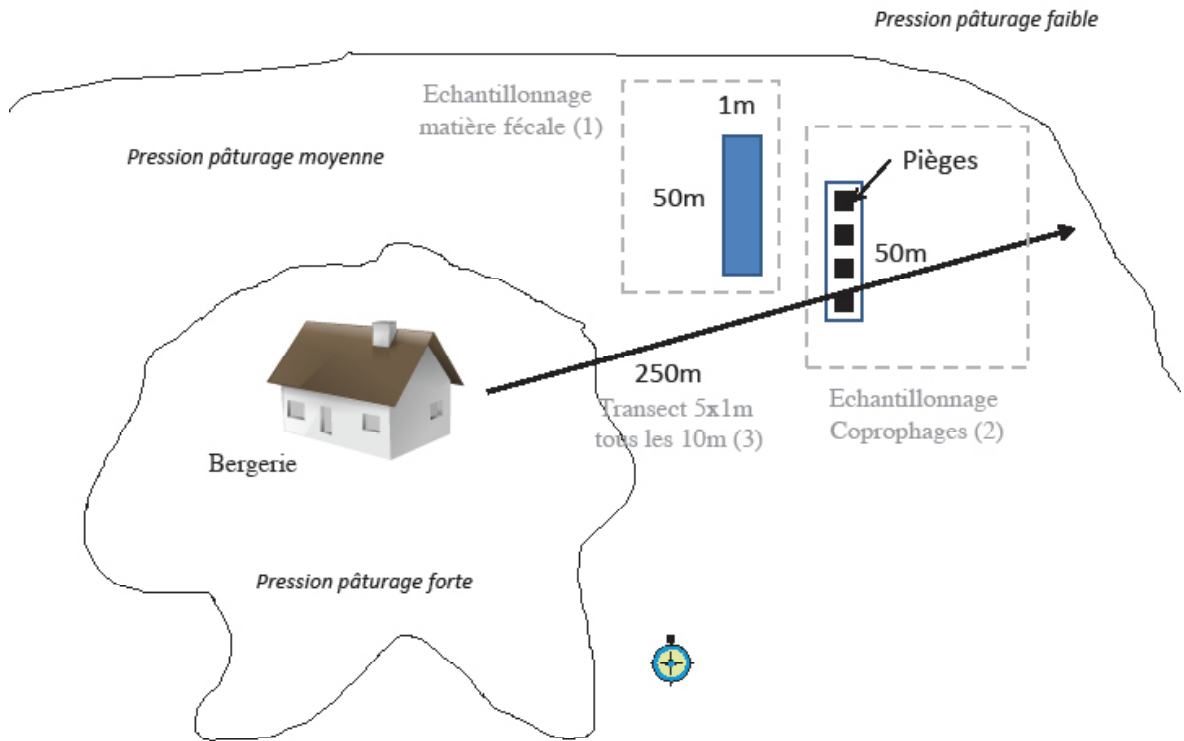 Pression pâturage faible
Echantillonnage
matière fécale (1)
1m
Pression pâturage moyenne
Pièges
50m
50m
250m
Transect 5x1m
tous les 10m (3)
Echantillonnage
Coprophages (2)
Bergerie
Pression pâturage forte